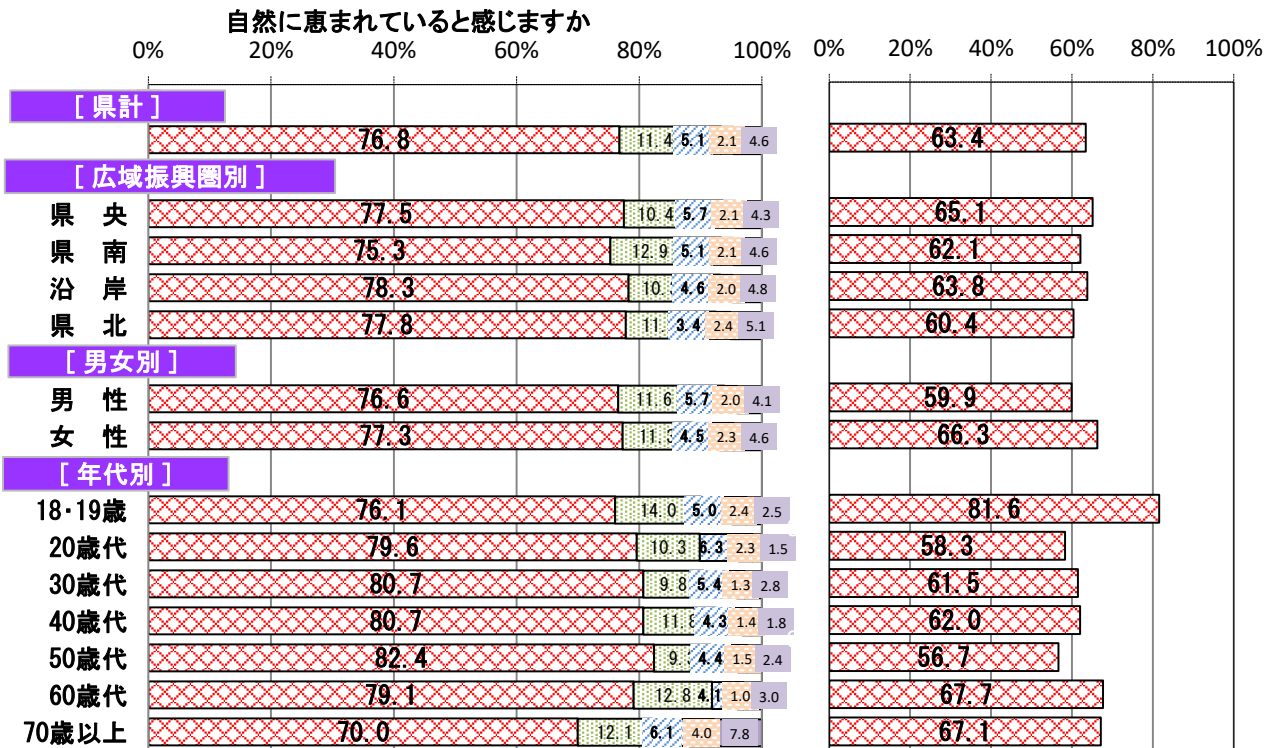 自然に恵まれていると感じますか
0% 20% 40% 60% 80% 100% 0% 20% 40% 60% 80% 100%
[ 県計 ]
76.8 11.4 5.1 2.1 4.6 63.4
[ 広域振興圏別 ]
県 央 77.5 10.4 5.7 2.1 4.3 65.1
県 南 75.3 12.9 5.1 2.1 4.6 62.1
沿 岸 78.3 10. 4.6 2.0 4.8 63.8
県 北 77.8 11. 3.4 2.4 5.1 60.4
[ 男女別 ]
男 性 76.6 11.6 5.7 2.0 4.1 59.9
女 性 77.3 11.3 4.5 2.3 4.6 66.3
[ 年代別 ]
18・19歳 76.1 14.0 5.0 2.4 2.5 81.6
20歳代 79.6 10.3 6.3 2.3 1.5 58.3
30歳代 80.7 9.8 5.4 1.3 2.8 61.5
40歳代 80.7 11.8 4.3 1.4 1.8 62.0
50歳代 82.4 9. 4.4 1.5 2.4 56.7
60歳代 79.1 12.8 4.1 1.0 3.0 67.7
70歳以上 70.0 12.1 6.1 4.0 7.8 67.1